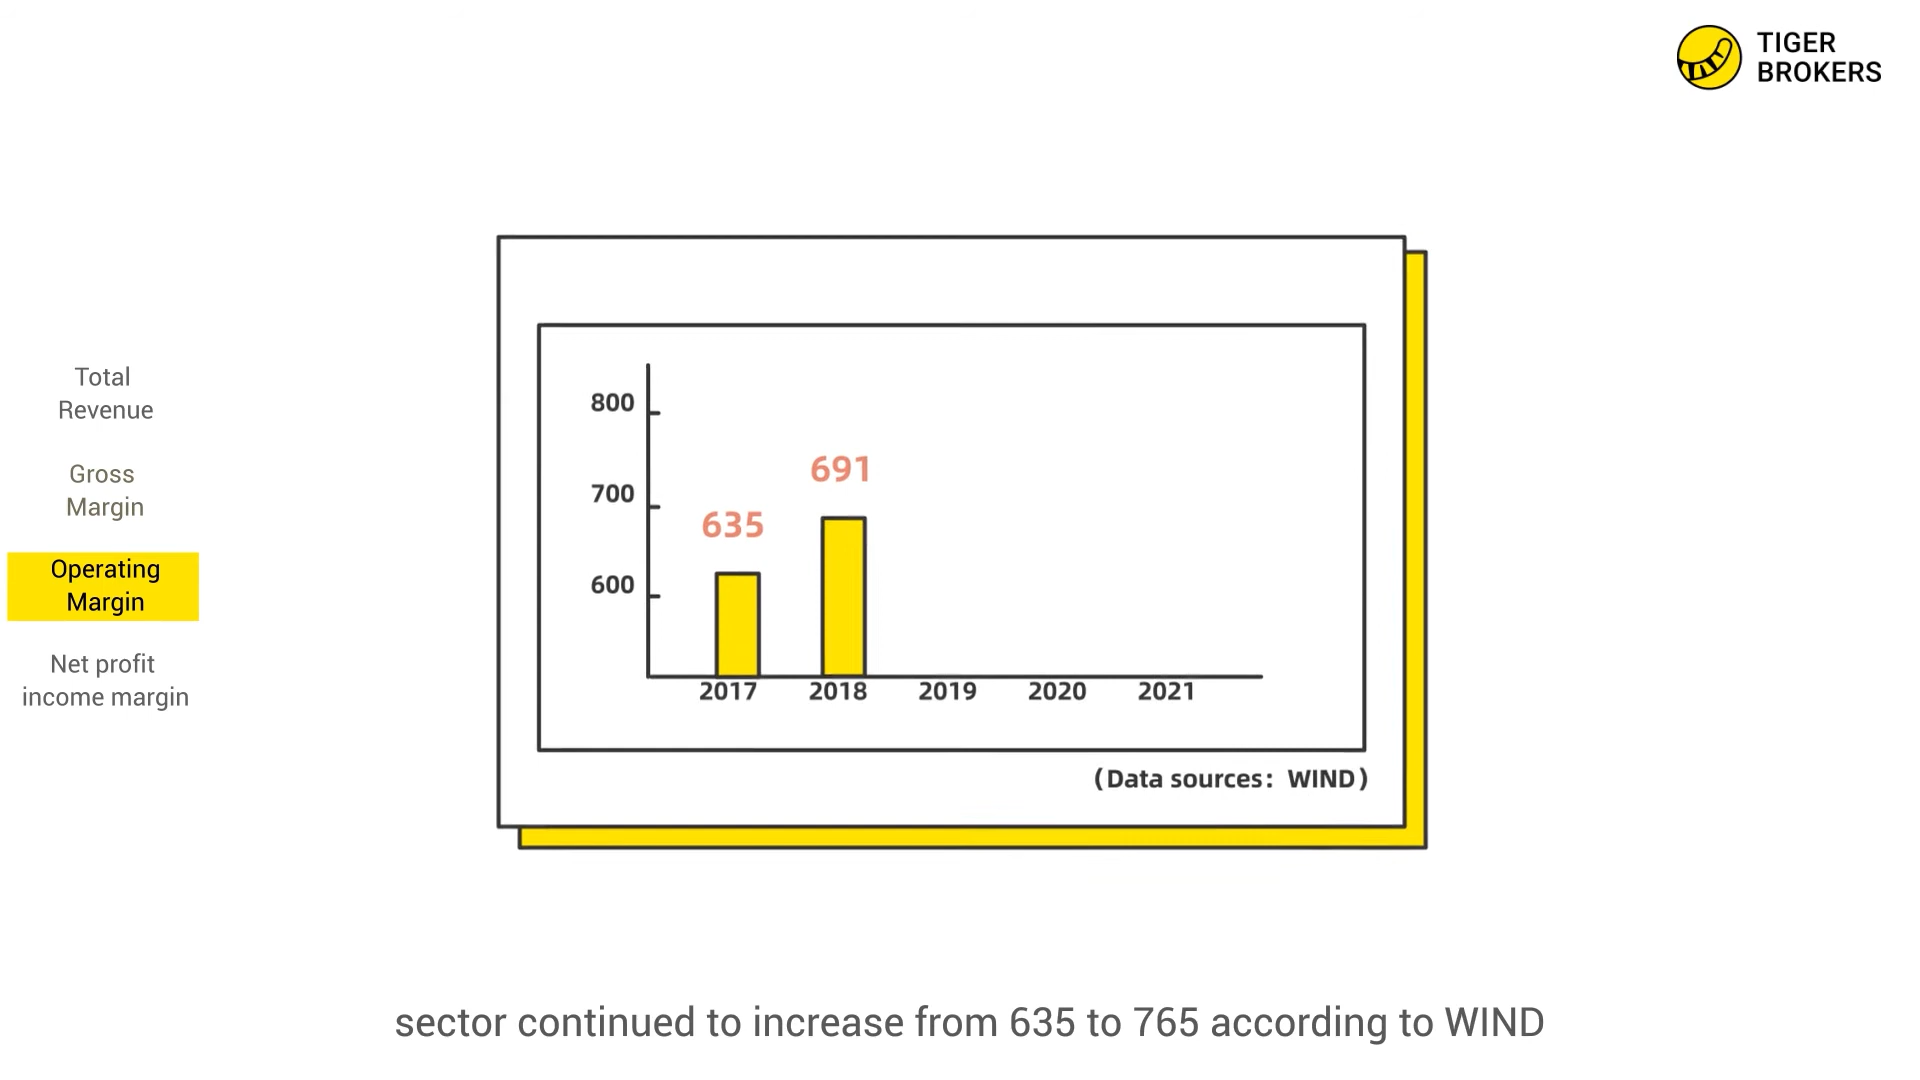 TIGER
BROKERS
Total
Revenue
Gross
Margin
Operating
Margin
Net profit
income margin
800
700
600
635
691
2017 2018 2019 2020 2021
(Data sources: WIND)
sector continued to increase from 635 to 765 according to WIND